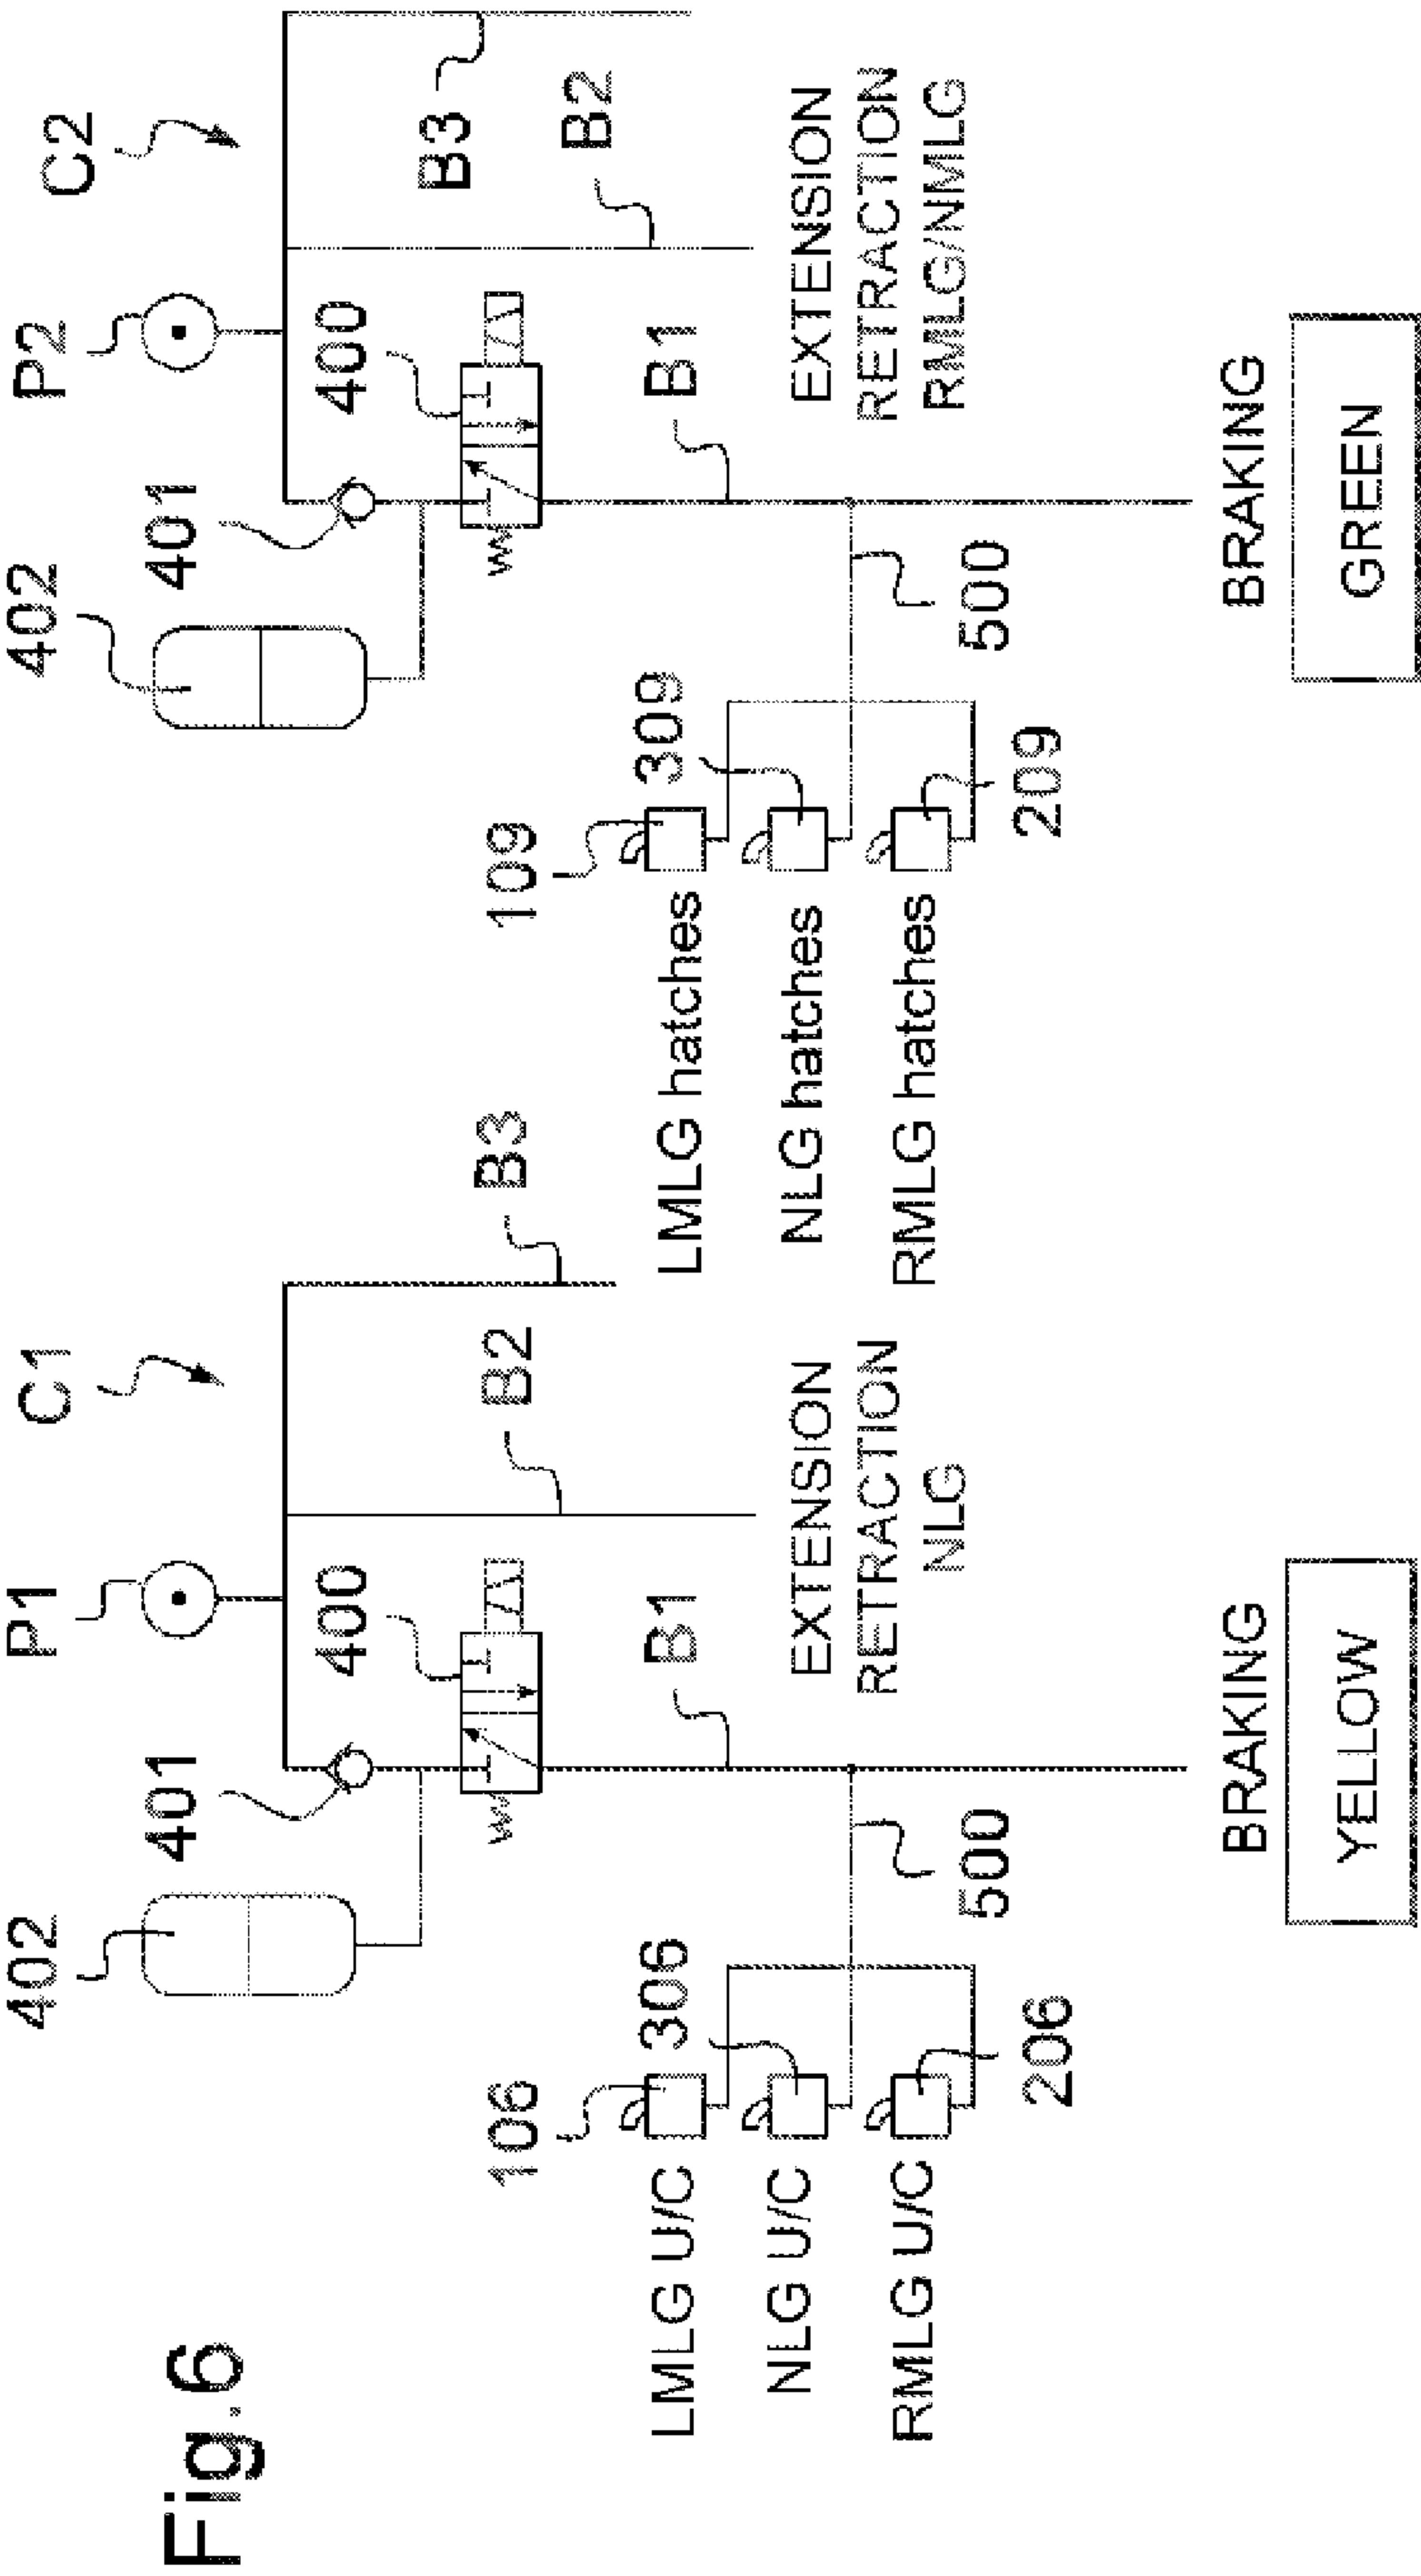 Fig.6
P1
C1
402
401
400
B2
B3
B1
106
306
LMLG U/C
NLG U/C
RMLG U/C
206
500
EXTENSION
RETRACTION
NLG
BRAKING
YELLOW
P2
C2
402
401
400
B3
B2
B1
109
309
LMLG hatches
NLG hatches
RMLG hatches
209
500
EXTENSION
RETRACTION
RMLG/NMLG
BRAKING
GREEN